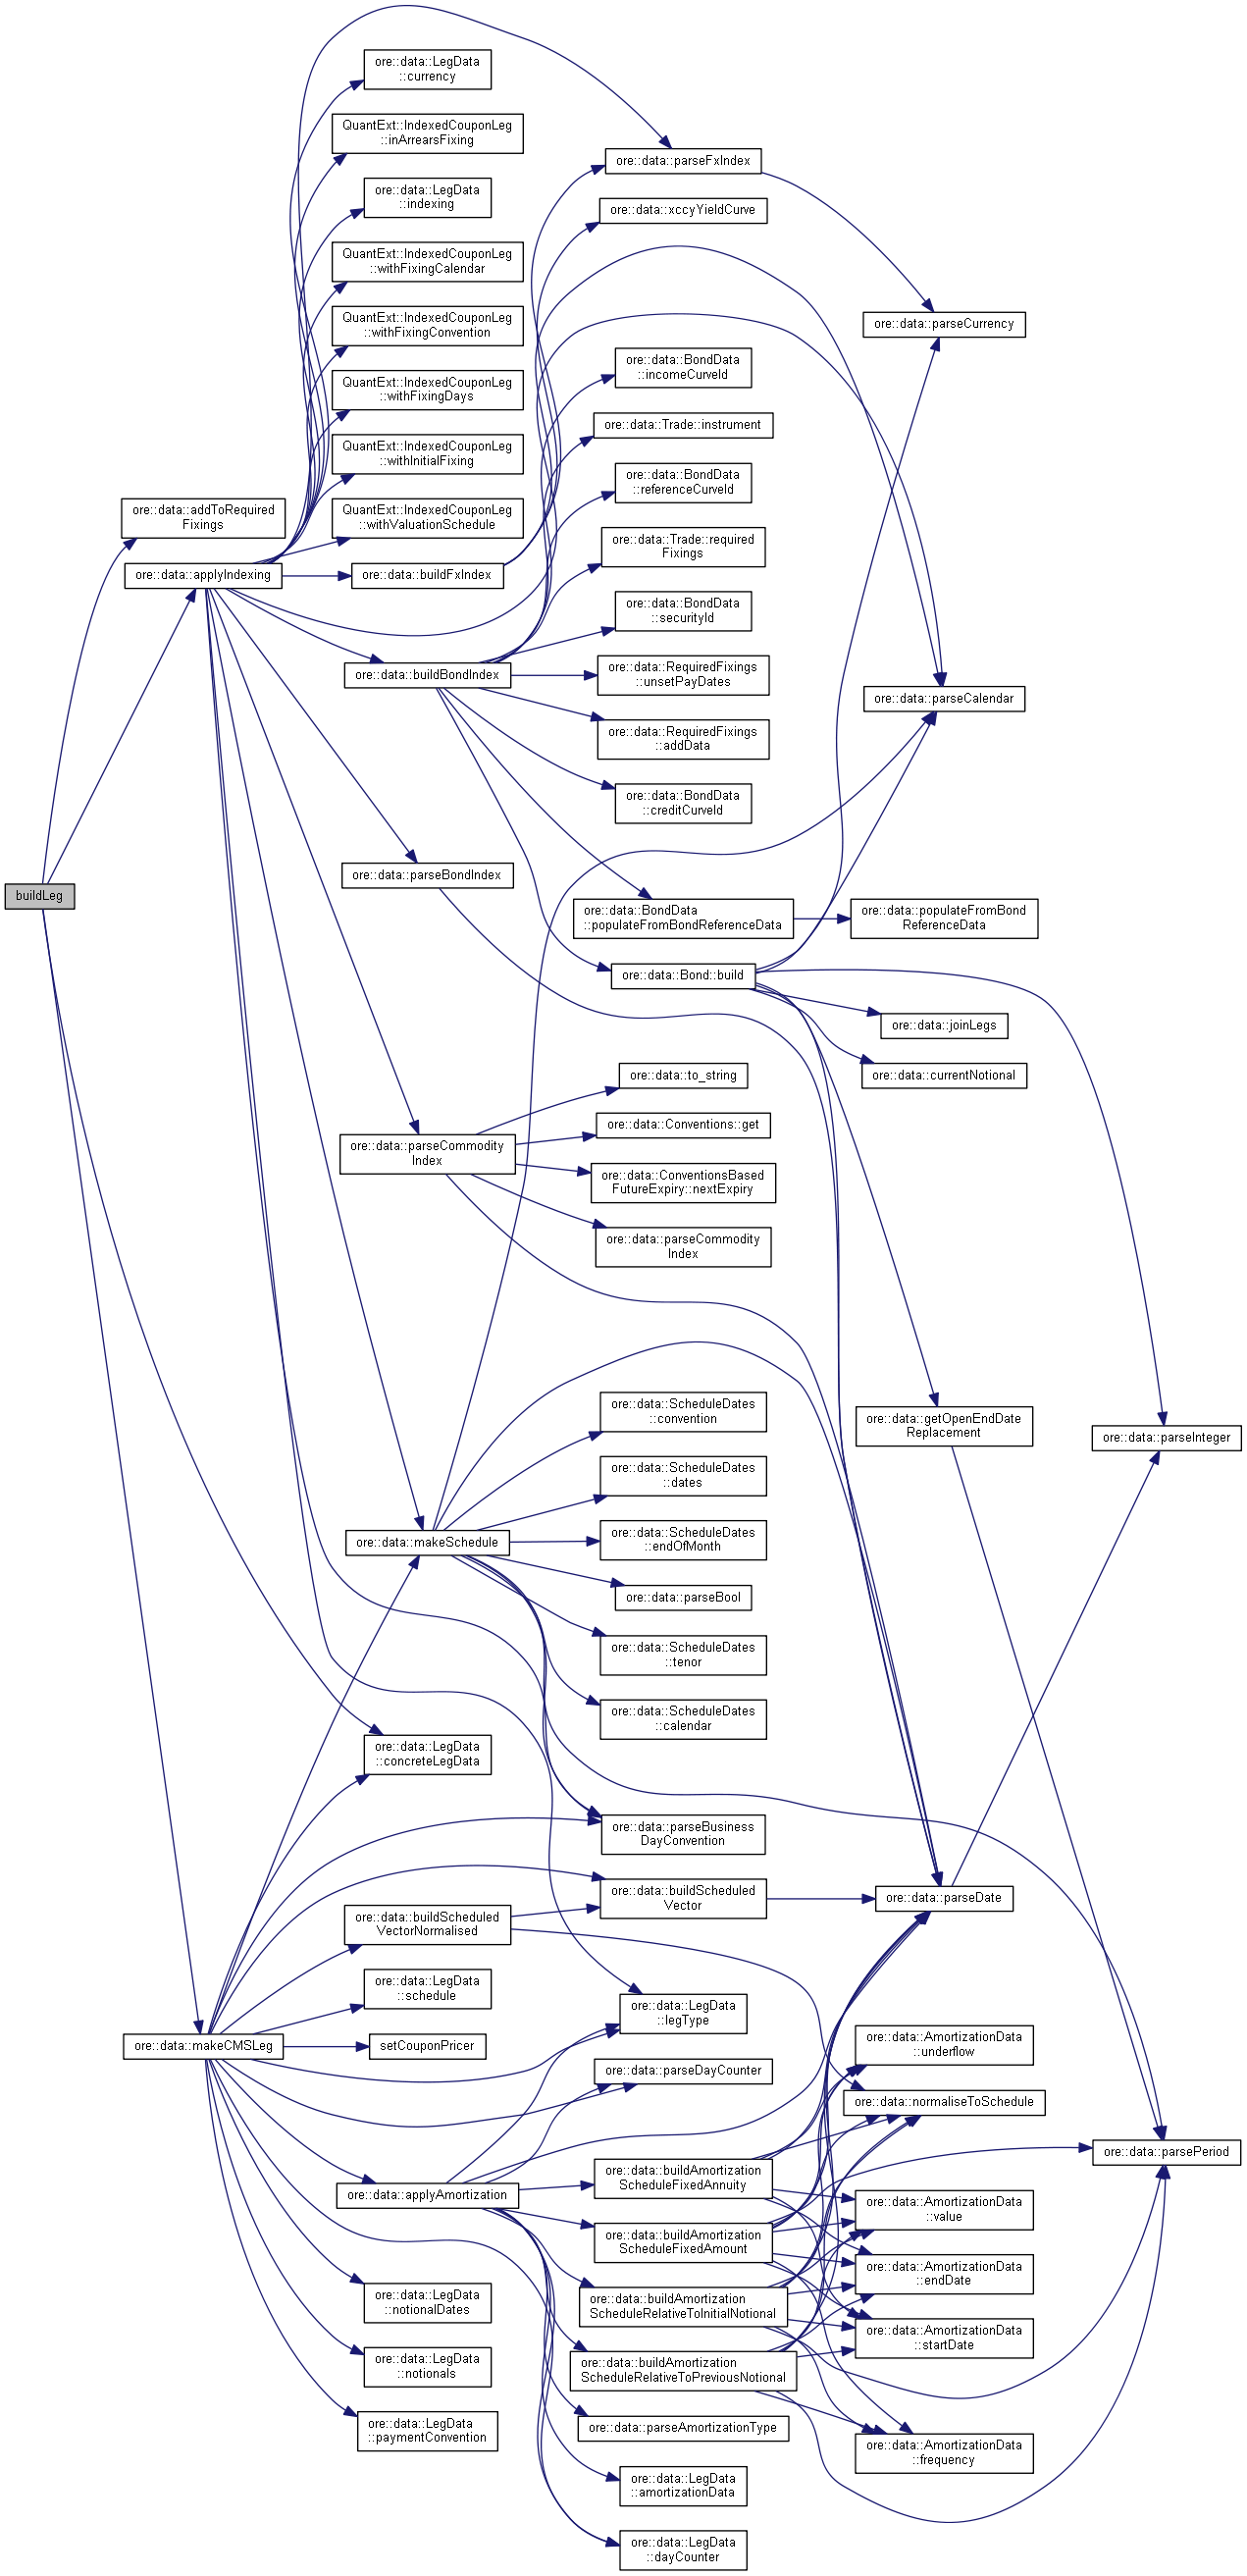 buildLeg
ore::data::addToRequired
Fixings
ore::data::applyIndexing
ore::data::makeCMSLeg
ore::data::LegData
::currency
QuantExt::IndexedCouponLeg
::inArrearsFixing
ore::data::LegData
::indexing
QuantExt::IndexedCouponLeg
::withFixingCalendar
QuantExt::IndexedCouponLeg
::withFixingConvention
QuantExt::IndexedCouponLeg
::withFixingDays
QuantExt::IndexedCouponLeg
::withInitialFixing
QuantExt::IndexedCouponLeg
::withValuationSchedule
ore::data::buildFxIndex
ore::data::buildBondIndex
ore::data::parseBondIndex
ore::data::parseCommodity
Index
ore::data::makeSchedule
ore::data::LegData
::concreteLegData
ore::data::buildScheduled
VectorNormalised
ore::data::LegData
::schedule
setCouponPricer
ore::data::applyAmortization
ore::data::LegData
::notionalDates
ore::data::LegData
::notionals
ore::data::LegData
::paymentConvention
ore::data::parseFxIndex
ore::data::xccyYieldCurve
ore::data::BondData
::incomeCurveId
ore::data::Trade::instrument
ore::data::BondData
::referenceCurveId
ore::data::Trade::required
Fixings
ore::data::BondData
::securityId
ore::data::RequiredFixings
::unsetPayDates
ore::data::RequiredFixings
::addData
ore::data::BondData
::creditCurveId
ore::data::BondData
::populateFromBondReferenceData
ore::data::Bond::build
ore::data::to_string
ore::data::Conventions::get
ore::data::ConventionsBased
FutureExpiry::nextExpiry
ore::data::parseCommodity
Index
ore::data::ScheduleDates
::convention
ore::data::ScheduleDates
::dates
ore::data::ScheduleDates
::endOfMonth
ore::data::parseBool
ore::data::ScheduleDates
::tenor
ore::data::ScheduleDates
::calendar
ore::data::parseBusiness
DayConvention
ore::data::buildScheduled
Vector
ore::data::LegData
::legType
ore::data::parseDayCounter
ore::data::buildAmortization
ScheduleFixedAnnuity
ore::data::buildAmortization
ScheduleFixedAmount
ore::data::buildAmortization
ScheduleRelativeToInitialNotional
ore::data::buildAmortization
ScheduleRelativeToPreviousNotional
ore::data::parseAmortizationType
ore::data::LegData
::amortizationData
ore::data::LegData
::dayCounter
ore::data::parseCurrency
ore::data::parseCalendar
ore::data::populateFromBond
ReferenceData
ore::data::joinLegs
ore::data::currentNotional
ore::data::getOpenEndDate
Replacement
ore::data::parseDate
ore::data::AmortizationData
::underflow
ore::data::normaliseToSchedule
ore::data::AmortizationData
::value
ore::data::AmortizationData
::endDate
ore::data::AmortizationData
::startDate
ore::data::AmortizationData
::frequency
ore::data::parseInteger
ore::data::parsePeriod